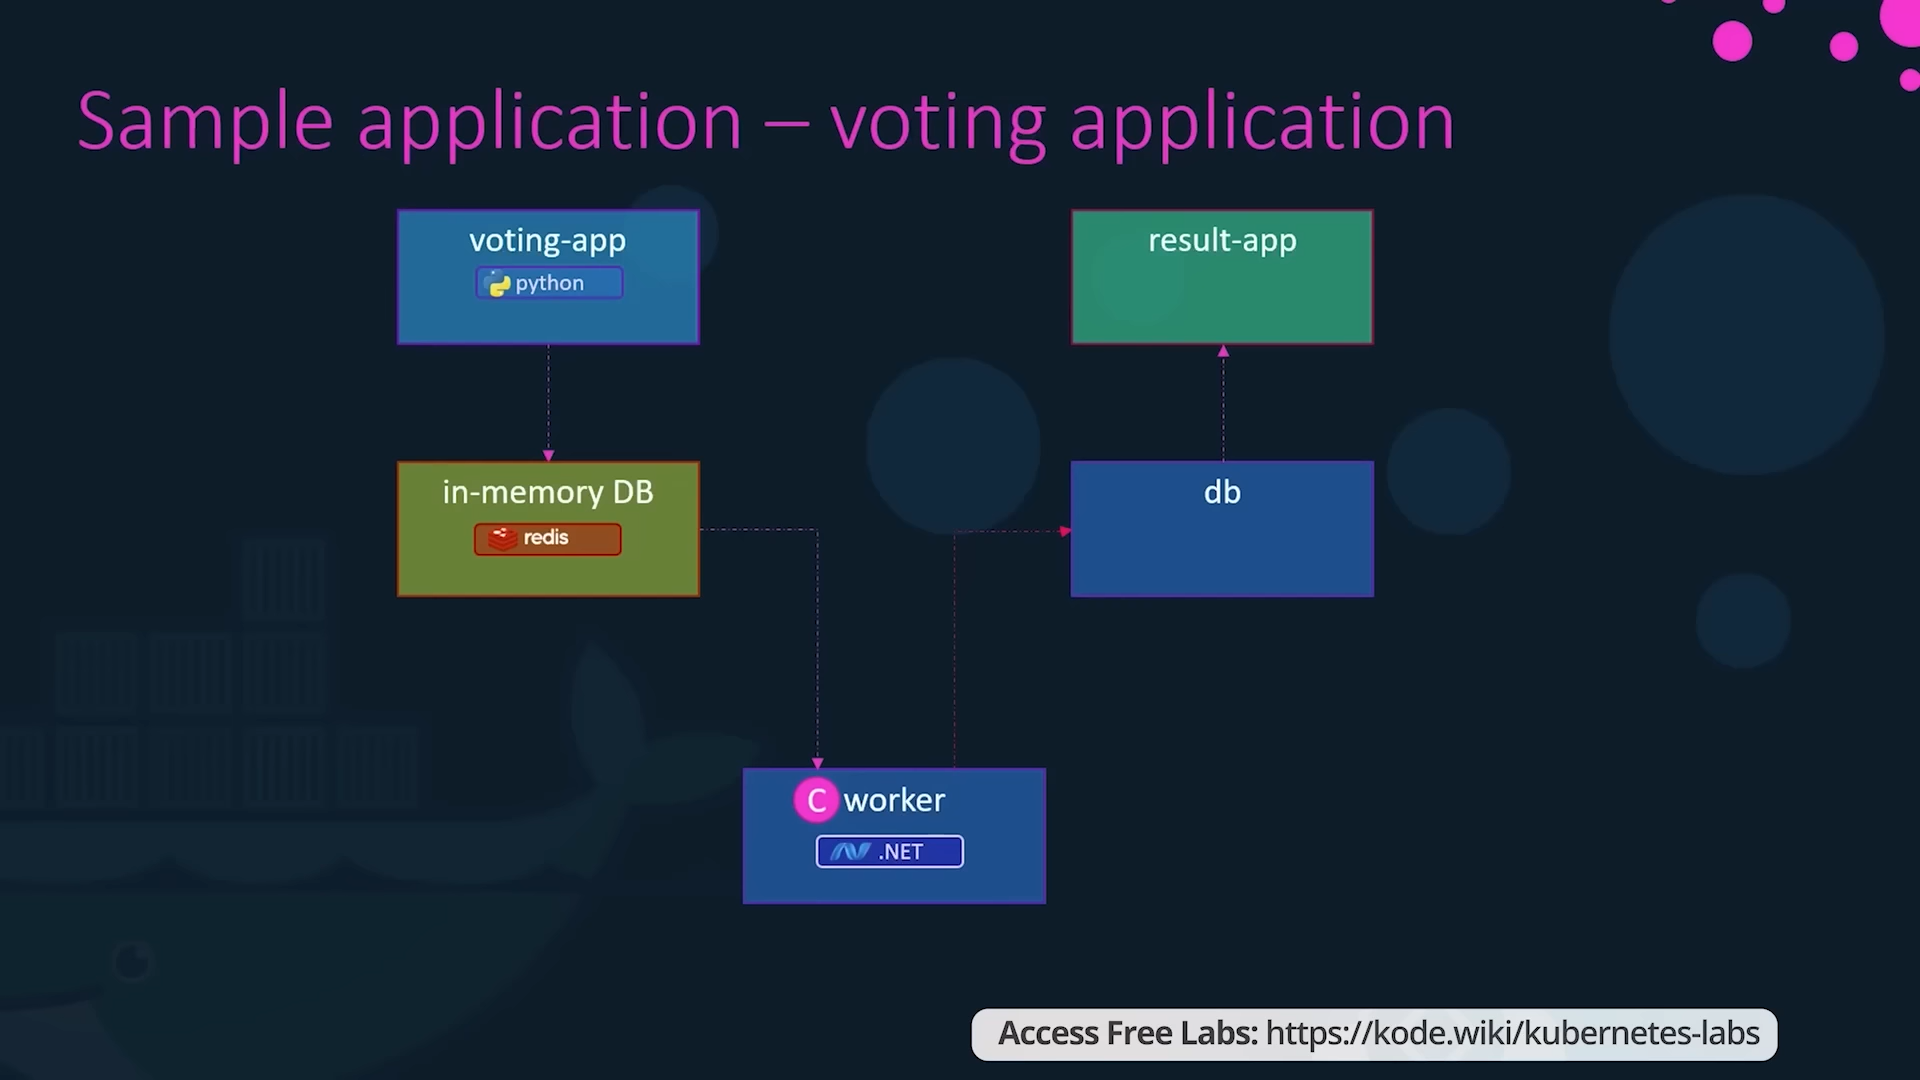 Sample application – voting application
voting-app
python
result-app
in-memory DB
redis
db
C worker
.NET
Access Free Labs: https://kode.wiki/kubernetes-labs